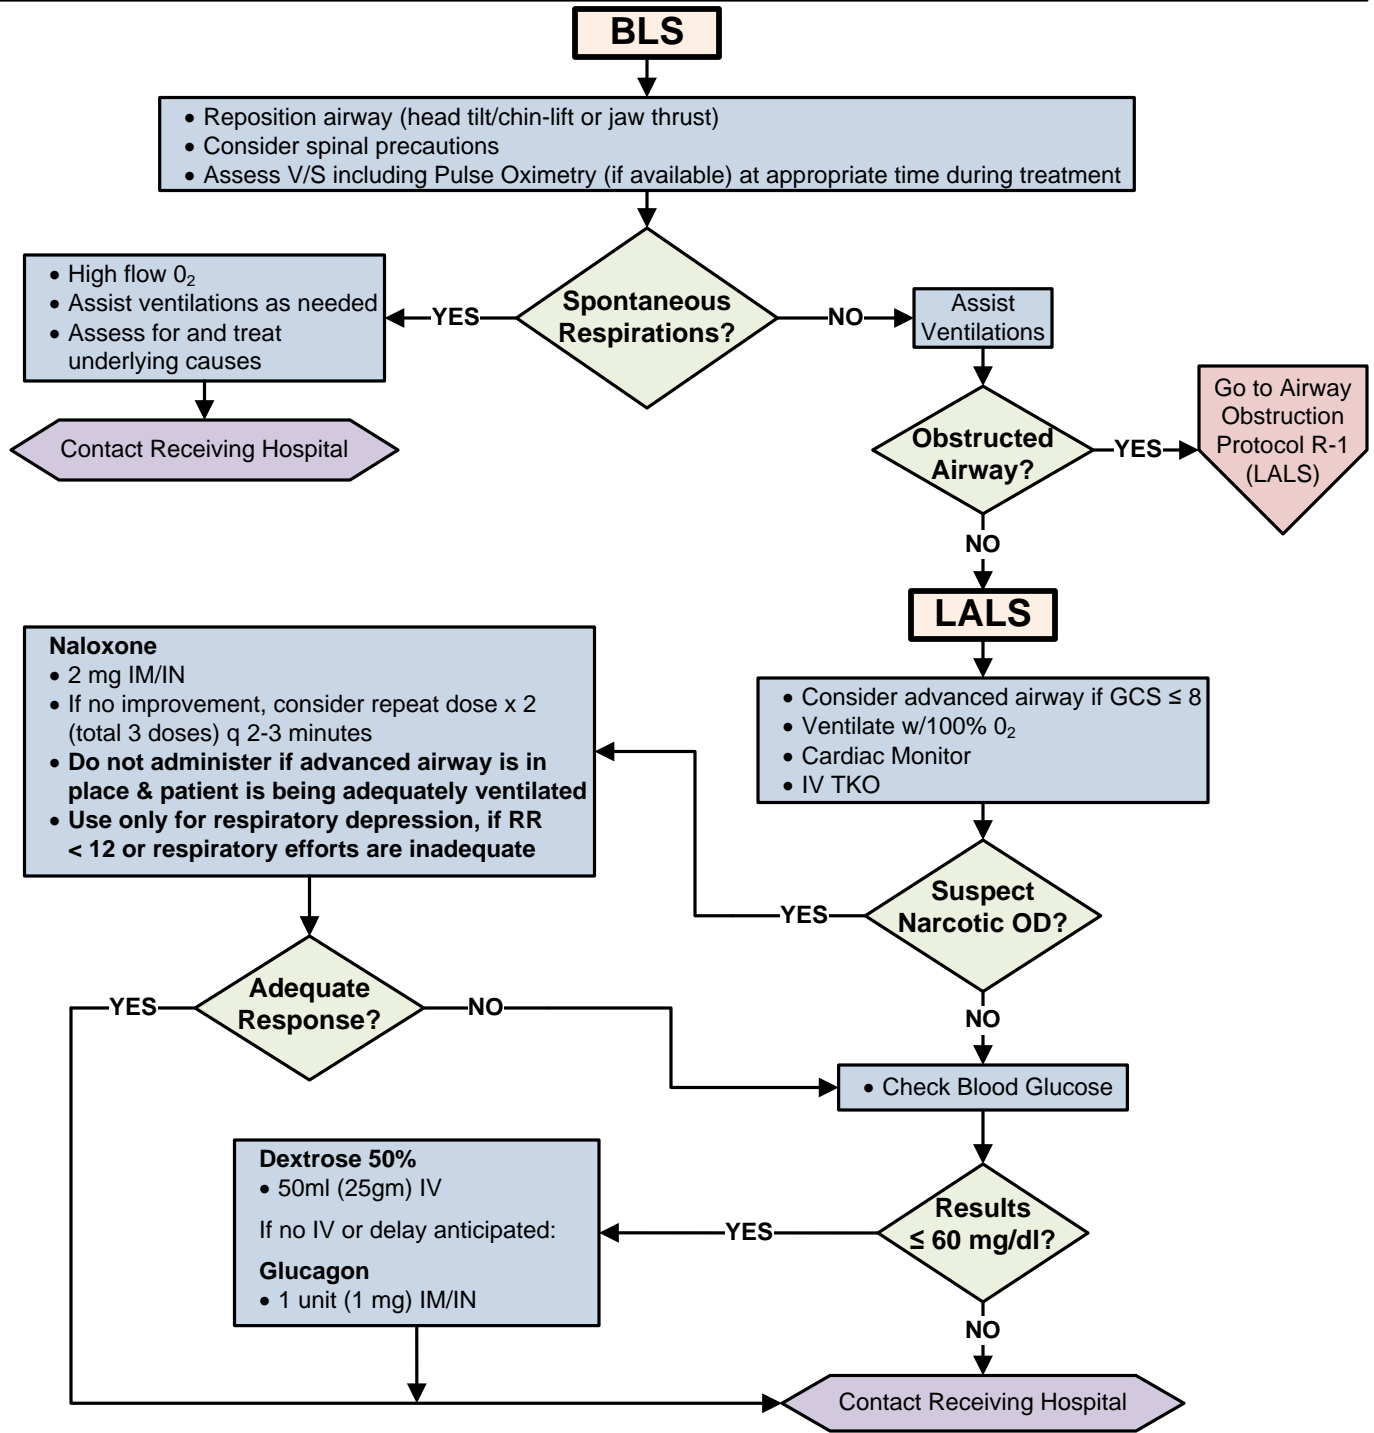 BLS
• Reposition airway (head tilt/chin-lift or jaw thrust)
• Consider spinal precautions
• Assess V/S including Pulse Oximetry (if available) at appropriate time during treatment
Spontaneous
Respirations?
YES
• High flow 0₂
• Assist ventilations as needed
• Assess for and treat
underlying causes
Contact Receiving Hospital
NO
Assist
Ventilations
Obstructed
Airway?
YES
Go to Airway
Obstruction
Protocol R-1
(LALS)
NO
LALS
• Consider advanced airway if GCS ≤ 8
• Ventilate w/100% 0₂
• Cardiac Monitor
• IV TKO
Suspect
Narcotic OD?
YES
Naloxone
• 2 mg IM/IN
• If no improvement, consider repeat dose x 2
(total 3 doses) q 2-3 minutes
• Do not administer if advanced airway is in
place & patient is being adequately ventilated
• Use only for respiratory depression, if RR
< 12 or respiratory efforts are inadequate
Adequate
Response?
YES
NO
NO
• Check Blood Glucose
Results
≤ 60 mg/dl?
YES
Dextrose 50%
• 50ml (25gm) IV
If no IV or delay anticipated:
Glucagon
• 1 unit (1 mg) IM/IN
NO
Contact Receiving Hospital